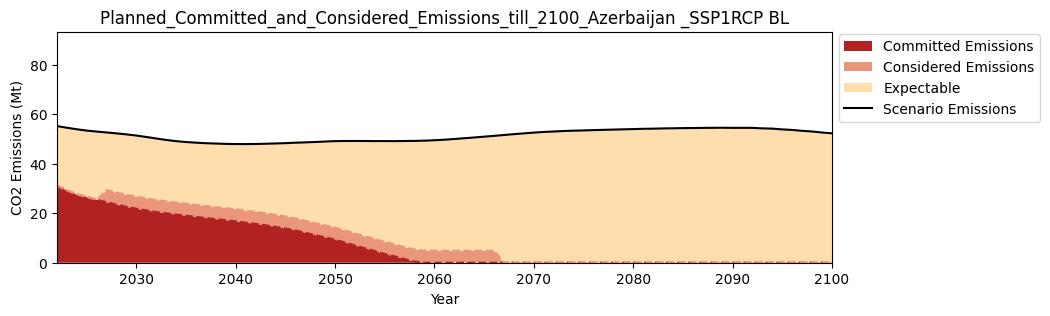 Planned_Committed_and_Considered_Emissions_till_2100_Azerbaijan _SSP1RCP BL
80
60
40
20
0
CO2 Emissions (Mt)
2030
2040
2050
2060
2070
2080
2090
2100
Year
Committed Emissions
Considered Emissions
Expectable
Scenario Emissions